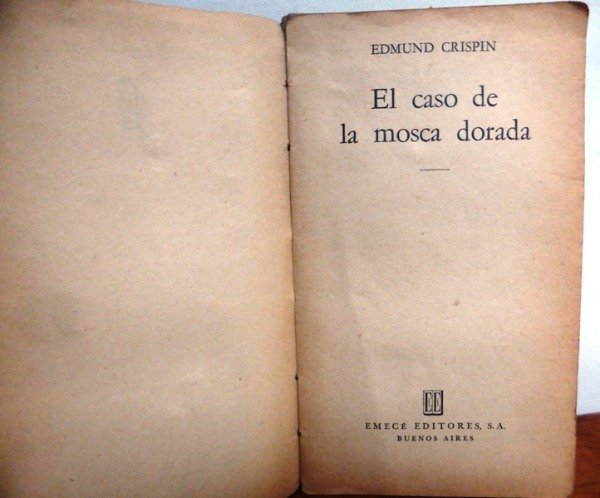 EDMUND CRISPIN
El caso de
la mosca dorada
EE
EMECÉ EDITORES, S.A.
BUENOS AIRES